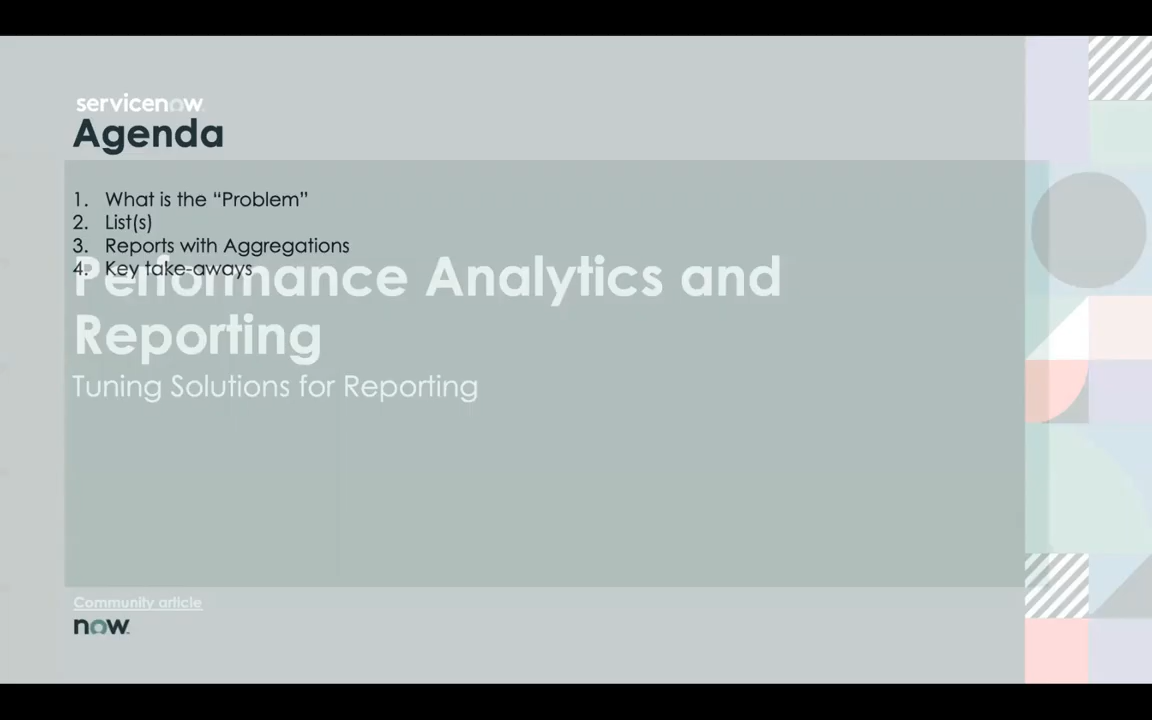 servicenow
Agenda
1. What is the “Problem”
2. List(s)
3. Reports with Aggregations
4. Key take-aways
Performance Analytics and
Reporting
Tuning Solutions for Reporting
Community article
now